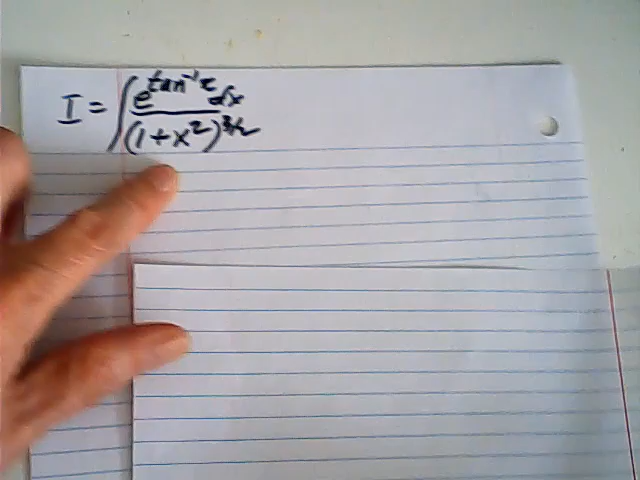 I = ∫ e^(tan⁻¹x) dx / (1+x²)^(3/2)